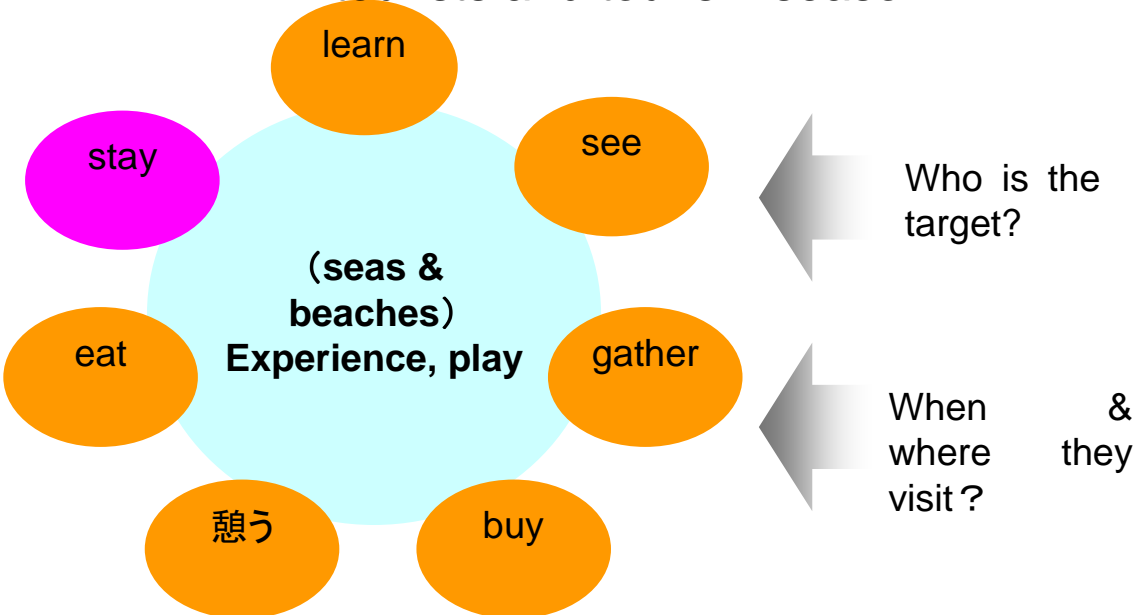 learn
see
stay
Who is the
target?
（seas &
beaches）
Experience, play
eat
gather
When &
where they
visit？
憩う
buy